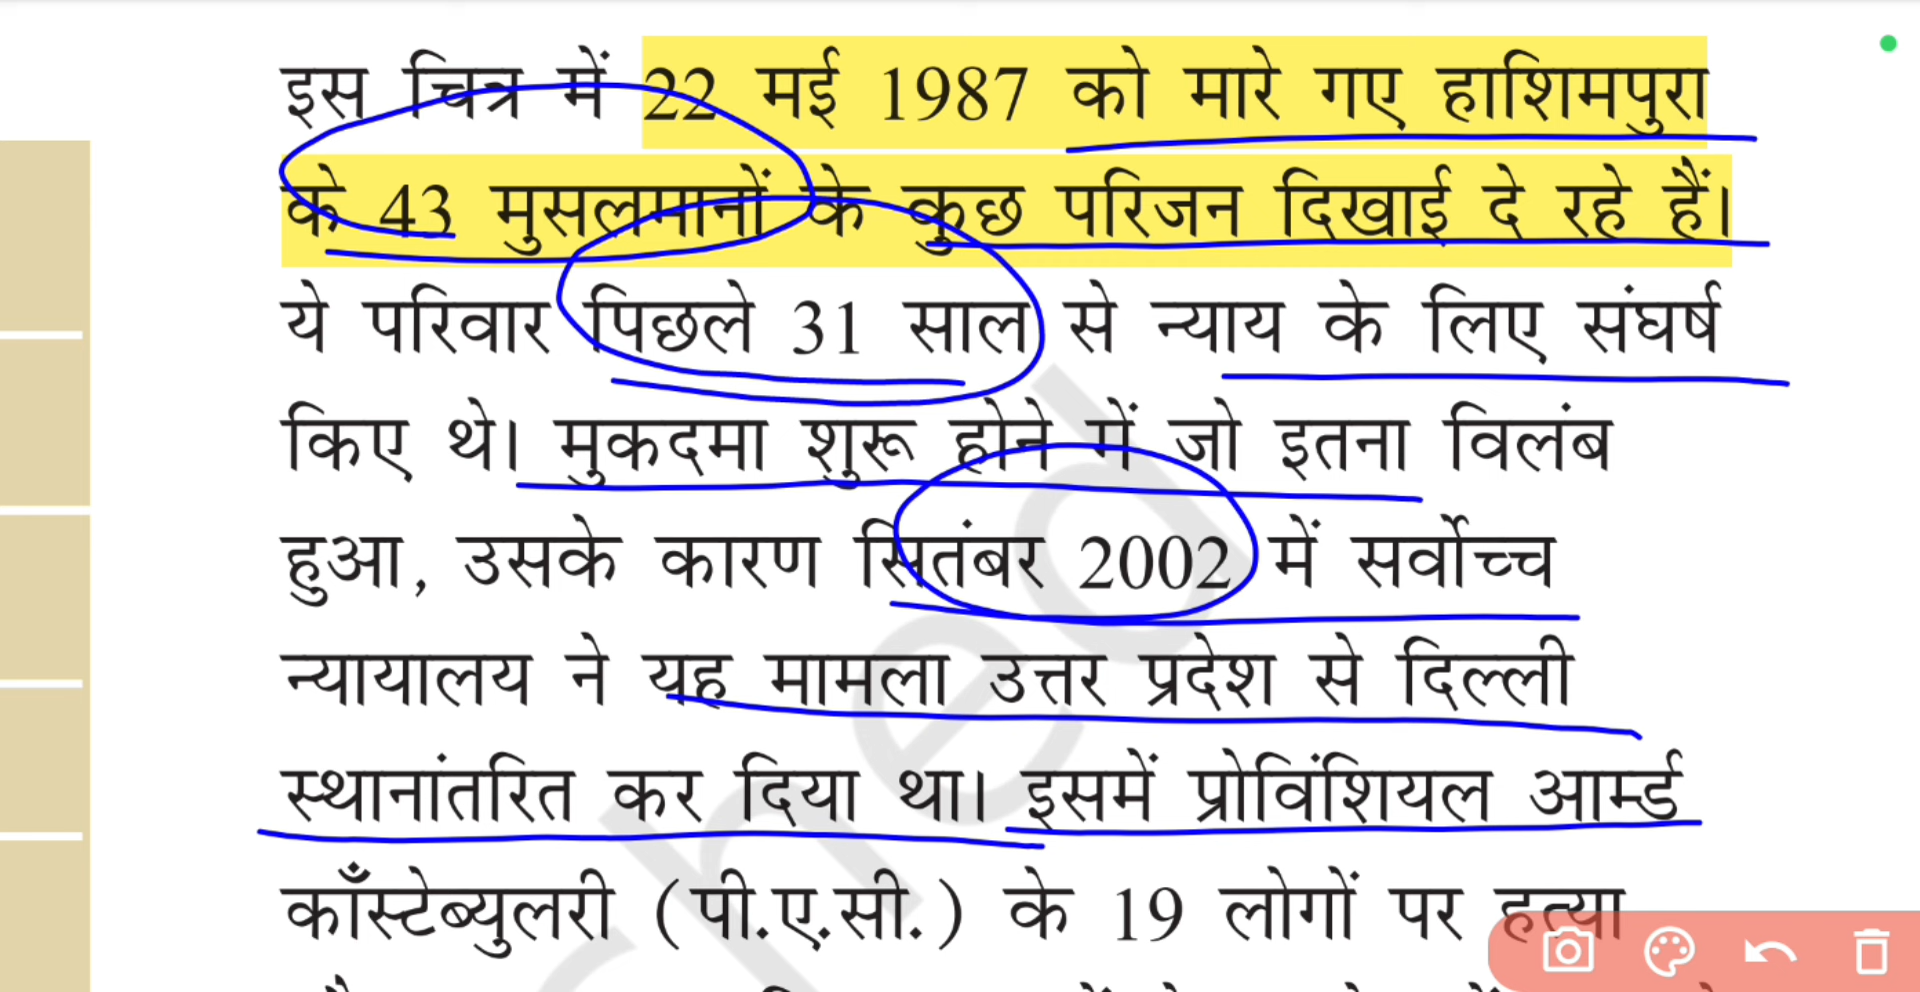 इस चित्र में 22 मई 1987 को मारे गए हाशिमपुरा
के 43 मुसलमानों के कुछ परिजन दिखाई दे रहे हैं।
ये परिवार पिछले 31 साल से न्याय के लिए संघर्ष
किए थे। मुकदमा शुरू होने में जो इतना विलंब
हुआ, उसके कारण सितंबर 2002 में सर्वोच्च
न्यायालय ने यह मामला उत्तर प्रदेश से दिल्ली
स्थानांतरित कर दिया था। इसमें प्रोविंशियल आर्म्ड
काँस्टेब्युलरी (पी.ए.सी.) के 19 लोगों पर हत्या